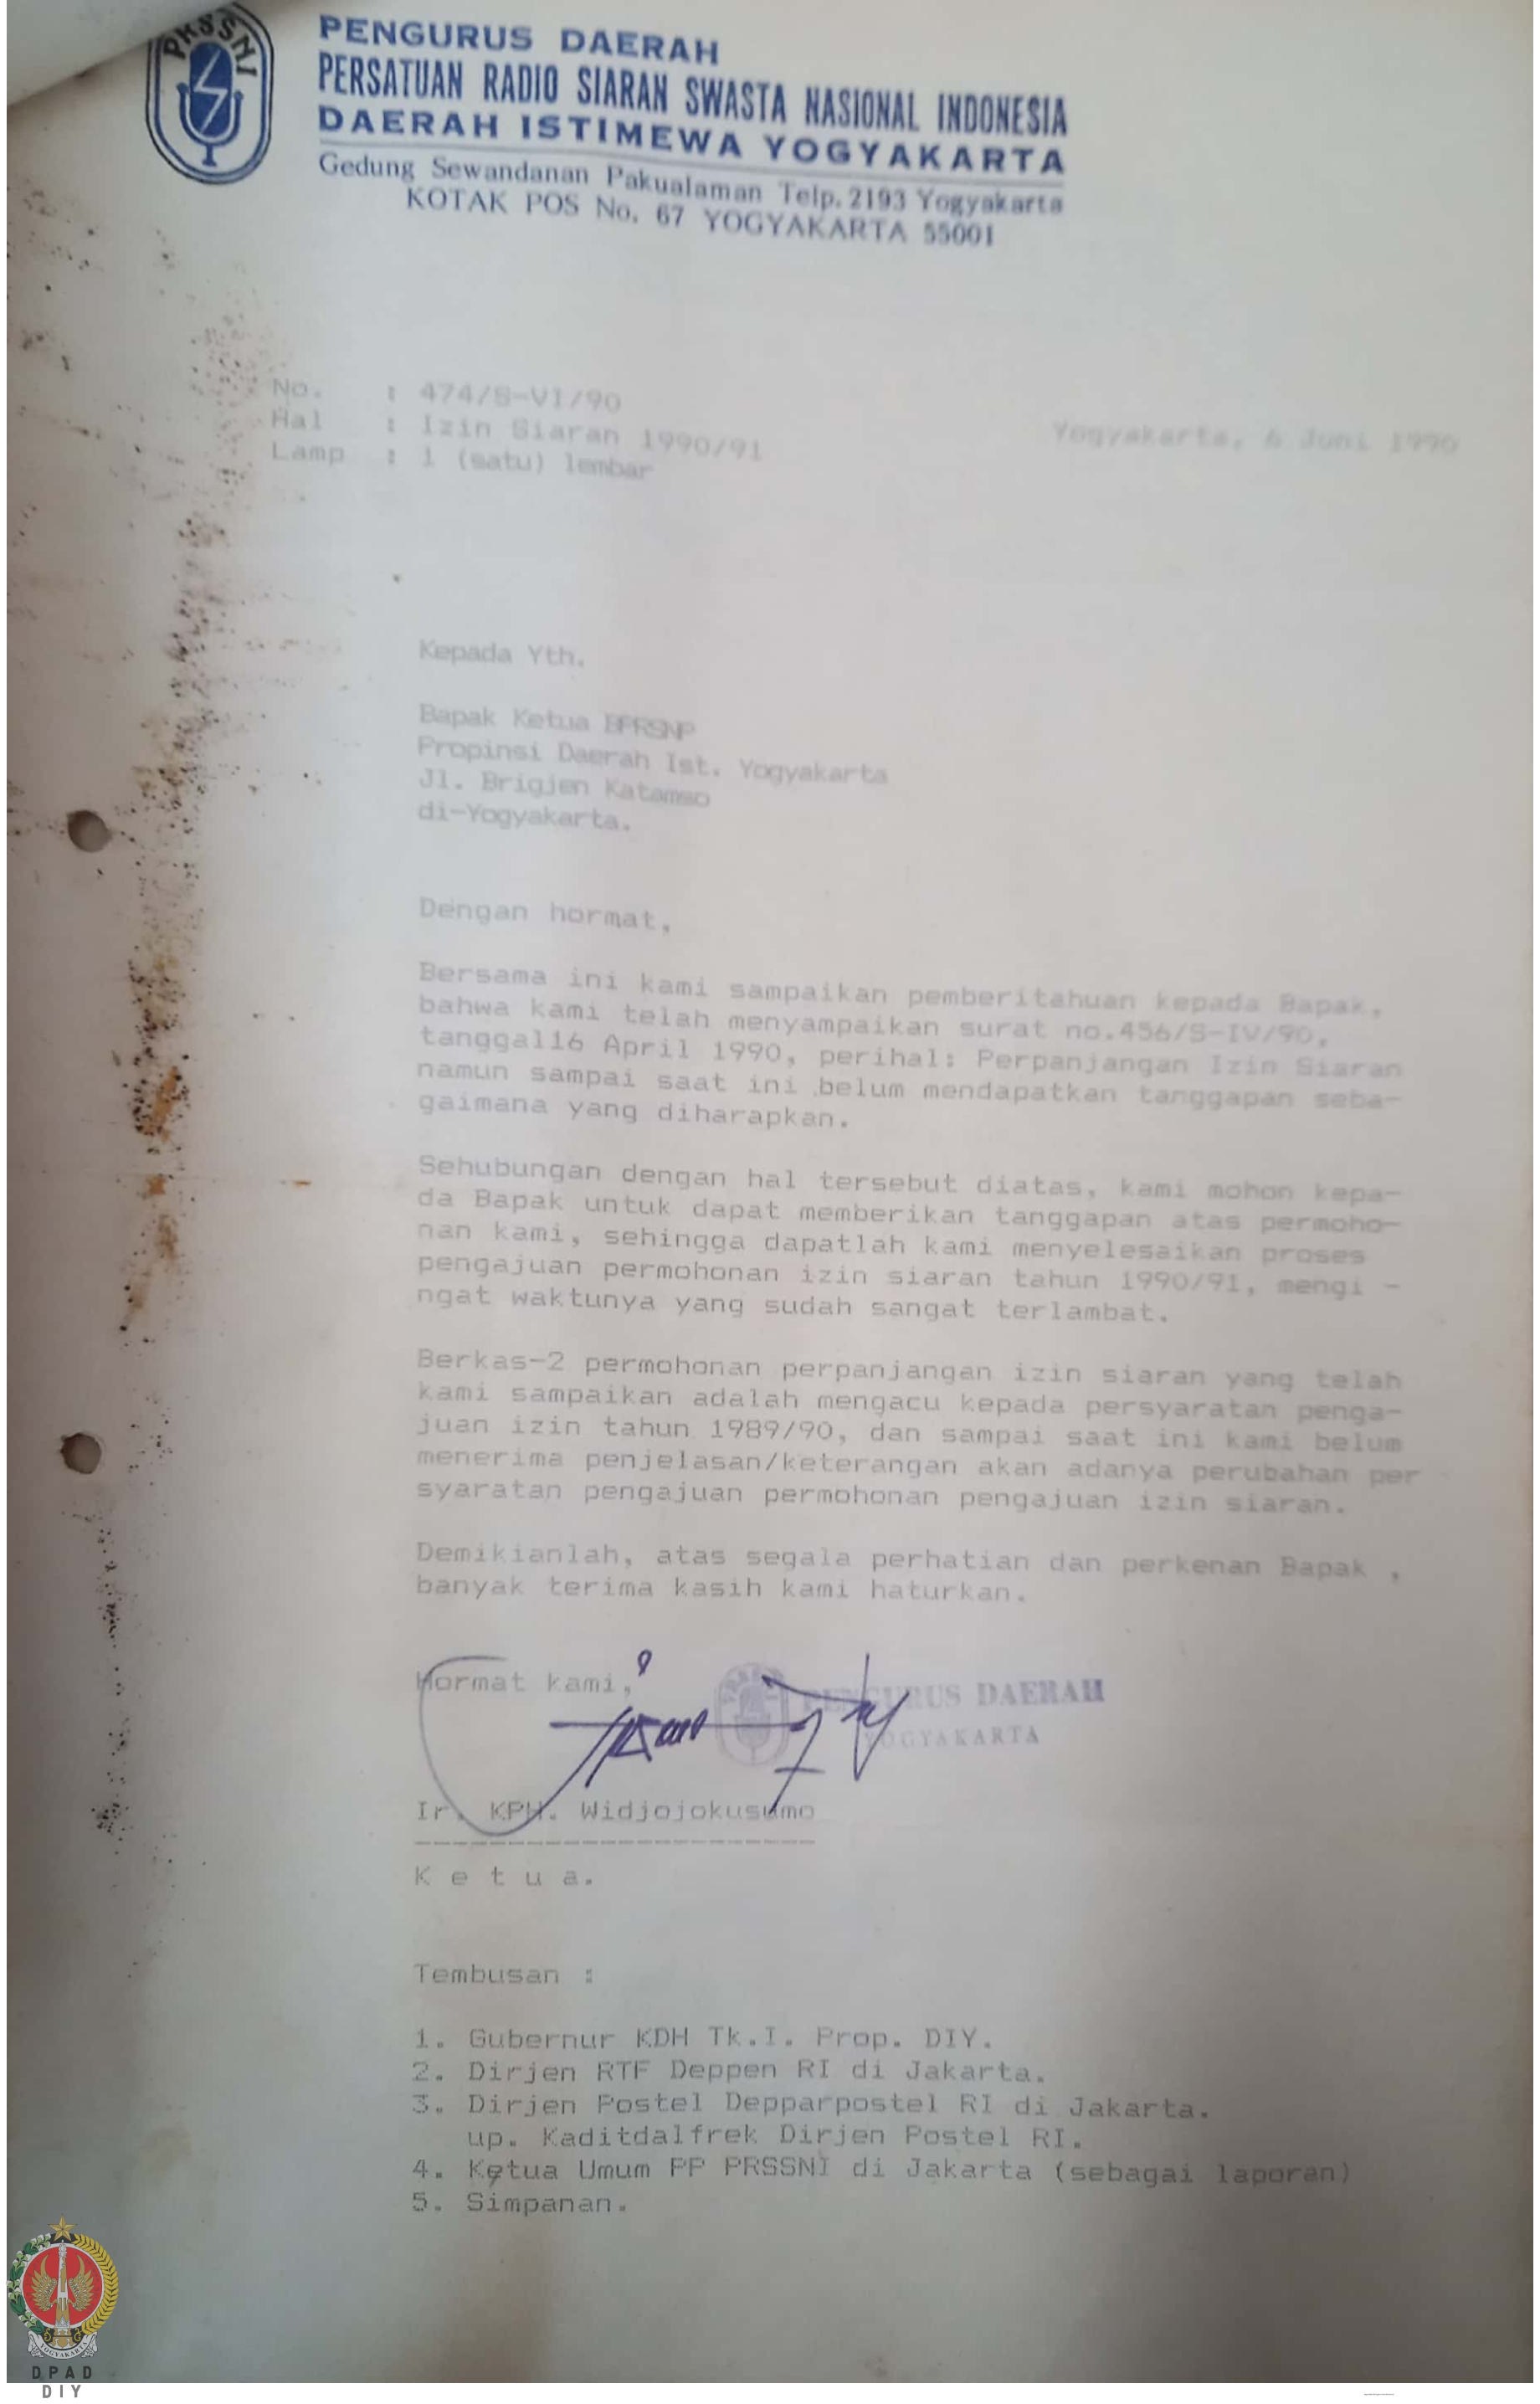 PRSSNI
PENGURUS DAERAH
PERSATUAN RADIO SIARAN SWASTA NASIONAL INDONESIA
DAERAH ISTIMEWA YOGYAKARTA
Gedung Sewandanan Pakualaman Telp. 2193 Yogyakarta
KOTAK POS No. 67 YOGYAKARTA 55001
No. : 474/S-VI/90
Hal : Izin Siaran 1990/91
Yogyakarta, 6 Juni 1990
Lamp : 1 (satu) lembar
Kepada Yth.
Bapak Ketua BPRSNP
Propinsi Daerah Ist. Yogyakarta
Jl. Brigjen Katamso
di-Yogyakarta.
Dengan hormat,
Bersama ini kami sampaikan pemberitahuan kepada Bapak,
bahwa kami telah menyampaikan surat no.456/S-IV/90,
tanggal16 April 1990, perihal: Perpanjangan Izin Siaran
namun sampai saat ini belum mendapatkan tanggapan seba-
gaimana yang diharapkan.
Sehubungan dengan hal tersebut diatas, kami mohon kepa-
da Bapak untuk dapat memberikan tanggapan atas permoho-
nan kami, sehingga dapatlah kami menyelesaikan proses
pengajuan permohonan izin siaran tahun 1990/91, mengi -
ngat waktunya yang sudah sangat terlambat.
Berkas-2 permohonan perpanjangan izin siaran yang telah
kami sampaikan adalah mengacu kepada persyaratan penga-
juan izin tahun 1989/90, dan sampai saat ini kami belum
menerima penjelasan/keterangan akan adanya perubahan per
syaratan pengajuan permohonan pengajuan izin siaran.
Demikianlah, atas segala perhatian dan perkenan Bapak ,
banyak terima kasih kami haturkan.
Hormat kami,
PENGURUS DAERAH
YOGYAKARTA
Ir. KPH. Widjojokusumo
K e t u a.
Tembusan :
1. Gubernur KDH Tk.I. Prop. DIY.
2. Dirjen RTF Deppen RI di Jakarta.
3. Dirjen Postel Depparpostel RI di Jakarta.
up. Kaditdalfrek Dirjen Postel RI.
4. Ketua Umum PP PRSSNI di Jakarta (sebagai laporan)
5. Simpanan.
YOGYAKARTA
DPAD
DIY